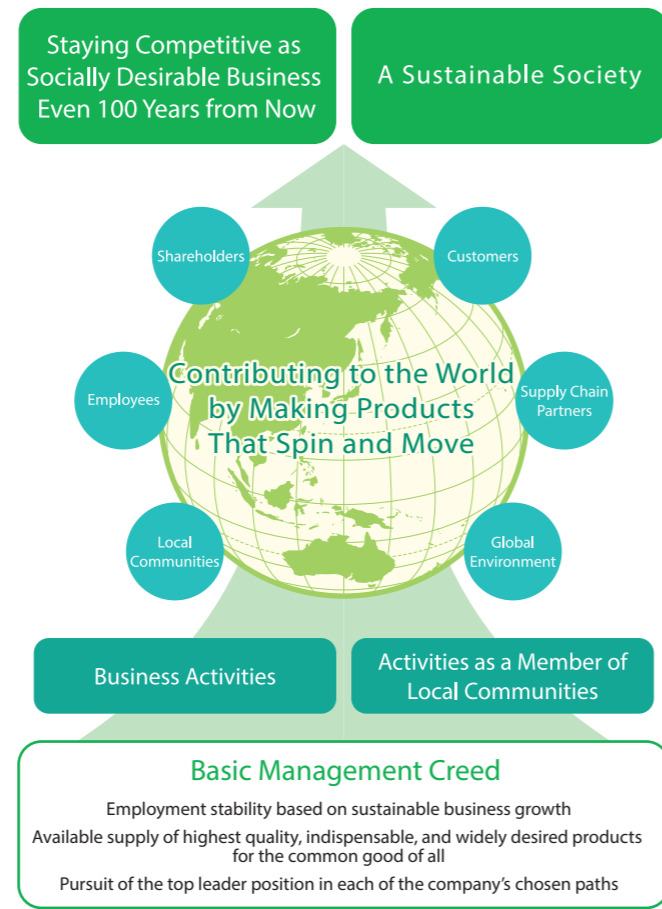 Staying Competitive as
Socially Desirable Business
Even 100 Years from Now
A Sustainable Society
Shareholders
Customers
Contributing to the World
by Making Products
That Spin and Move
Employees
Supply Chain
Partners
Local
Communities
Global
Environment
Business Activities
Activities as a Member of
Local Communities
Basic Management Creed
Employment stability based on sustainable business growth
Available supply of highest quality, indispensable, and widely desired products
for the common good of all
Pursuit of the top leader position in each of the company’s chosen paths